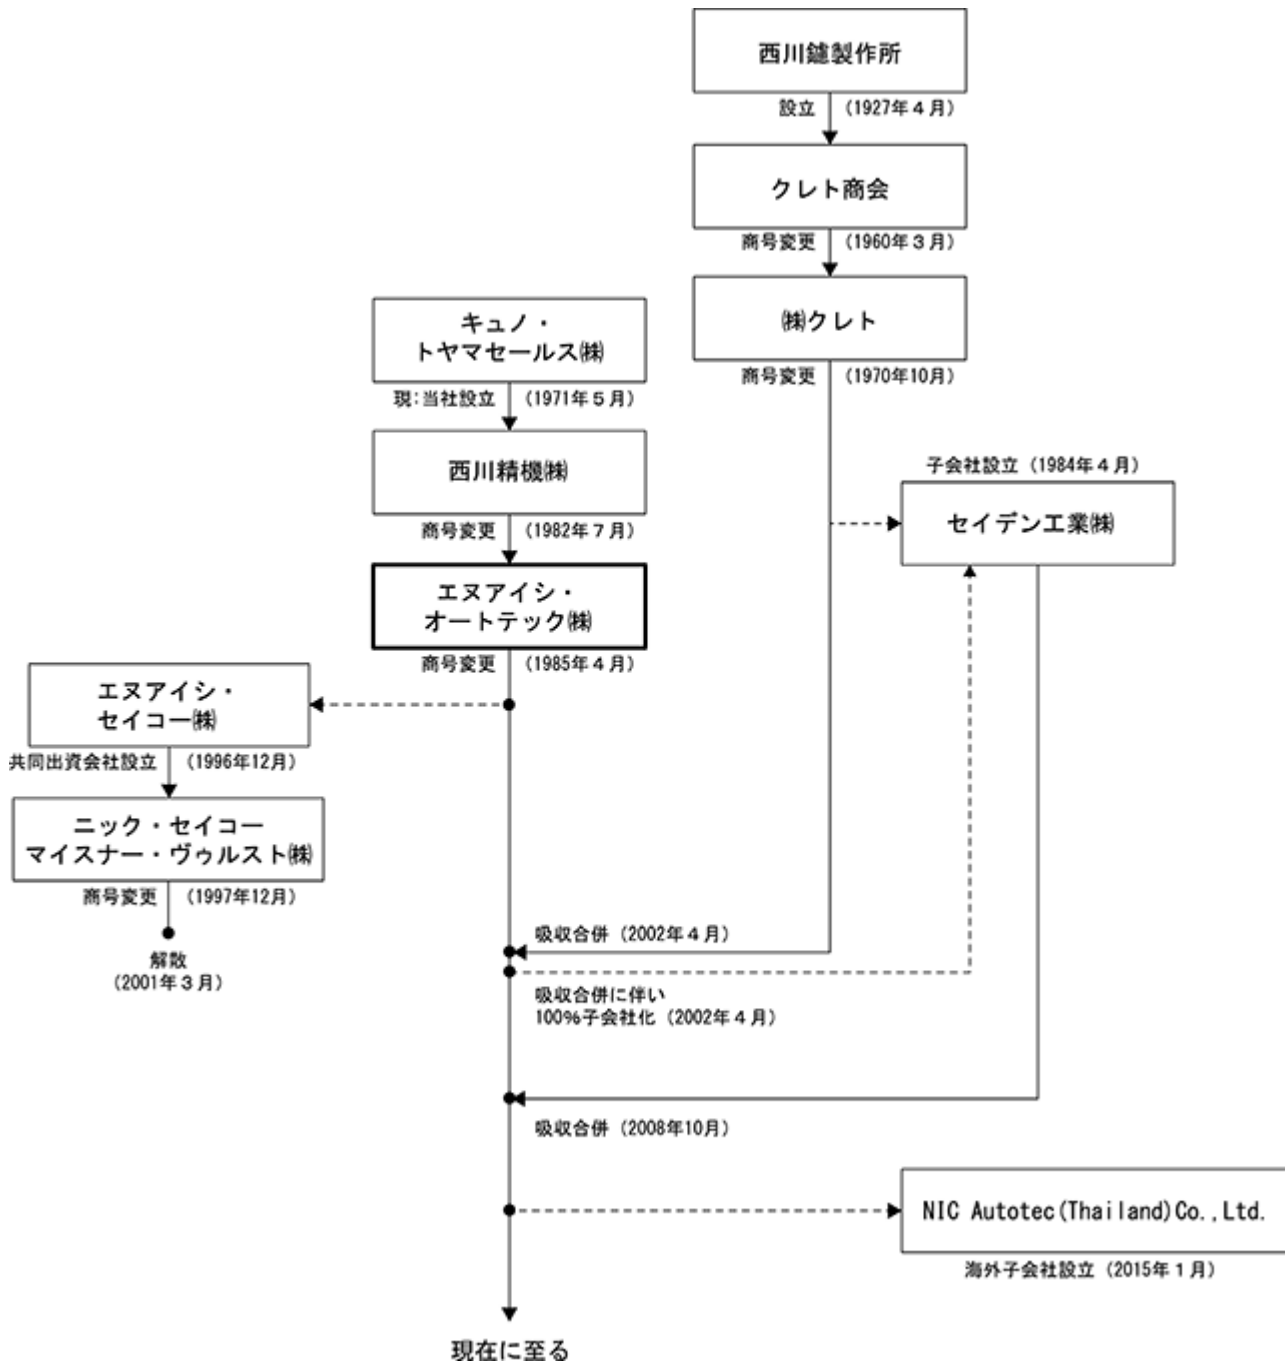 西川鑢製作所
設立 (1927年4月)
クレト商会
商号変更 (1960年3月)
㈱クレト
商号変更 (1970年10月)
キュノ・
トヤマセールス㈱
現:当社設立 (1971年5月)
西川精機㈱
商号変更 (1982年7月)
子会社設立 (1984年4月)
セイデン工業㈱
エヌアイシ・
オートテック㈱
商号変更 (1985年4月)
エヌアイシ・
セイコー㈱
共同出資会社設立 (1996年12月)
ニック・セイコー
マイスナー・ヴゥルスト㈱
商号変更 (1997年12月)
解散
(2001年3月)
吸収合併 (2002年4月)
吸収合併に伴い
100%子会社化 (2002年4月)
吸収合併 (2008年10月)
NIC Autotec(Thailand)Co.,Ltd.
海外子会社設立 (2015年1月)
現在に至る